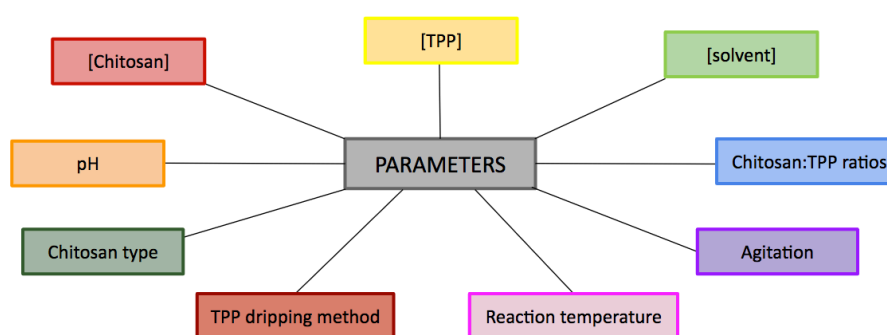 [TPP]
[Chitosan]
[solvent]
pH
PARAMETERS
Chitosan:TPP ratios
Chitosan type
Agitation
TPP dripping method
Reaction temperature